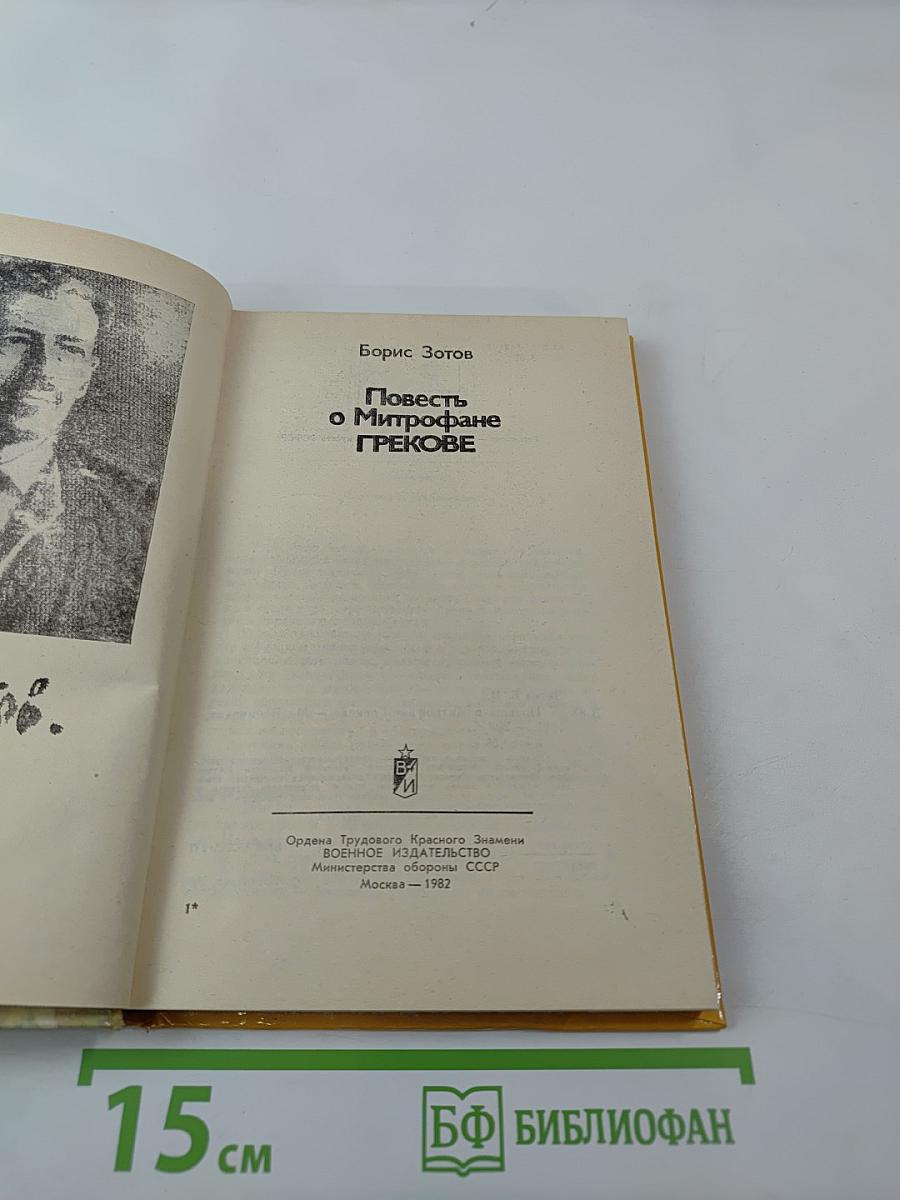 Борис Зотов
Повесть
о Митрофане
ГРЕКОВЕ
В
И
Ордена Трудового Красного Знамени
ВОЕННОЕ ИЗДАТЕЛЬСТВО
Министерства обороны СССР
Москва — 1982
1*
15 см
БФ БИБЛИОФАН